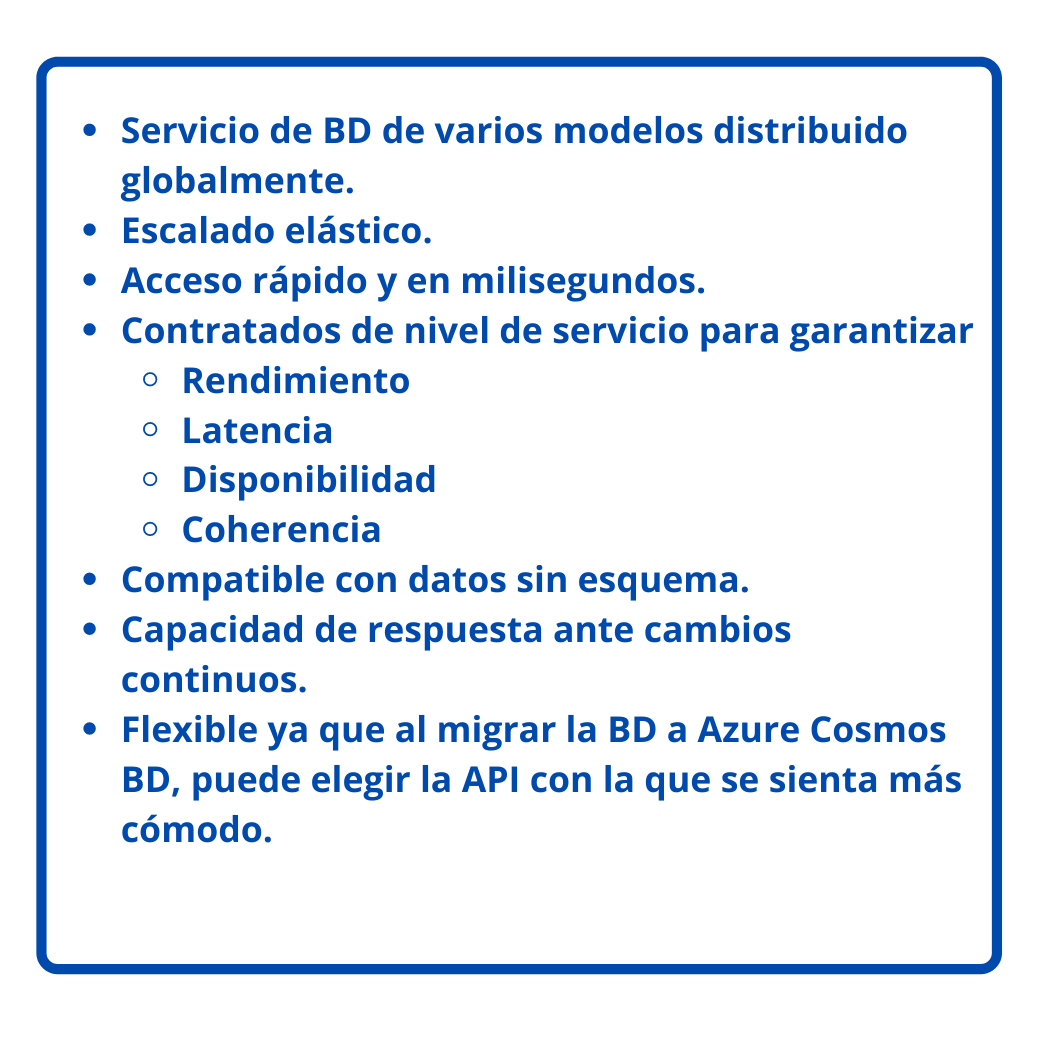 Servicio de BD de varios modelos distribuido
globalmente.
Escalado elástico.
Acceso rápido y en milisegundos.
Contratados de nivel de servicio para garantizar
Rendimiento
Latencia
Disponibilidad
Coherencia
Compatible con datos sin esquema.
Capacidad de respuesta ante cambios
continuos.
Flexible ya que al migrar la BD a Azure Cosmos
BD, puede elegir la API con la que se sienta más
cómodo.